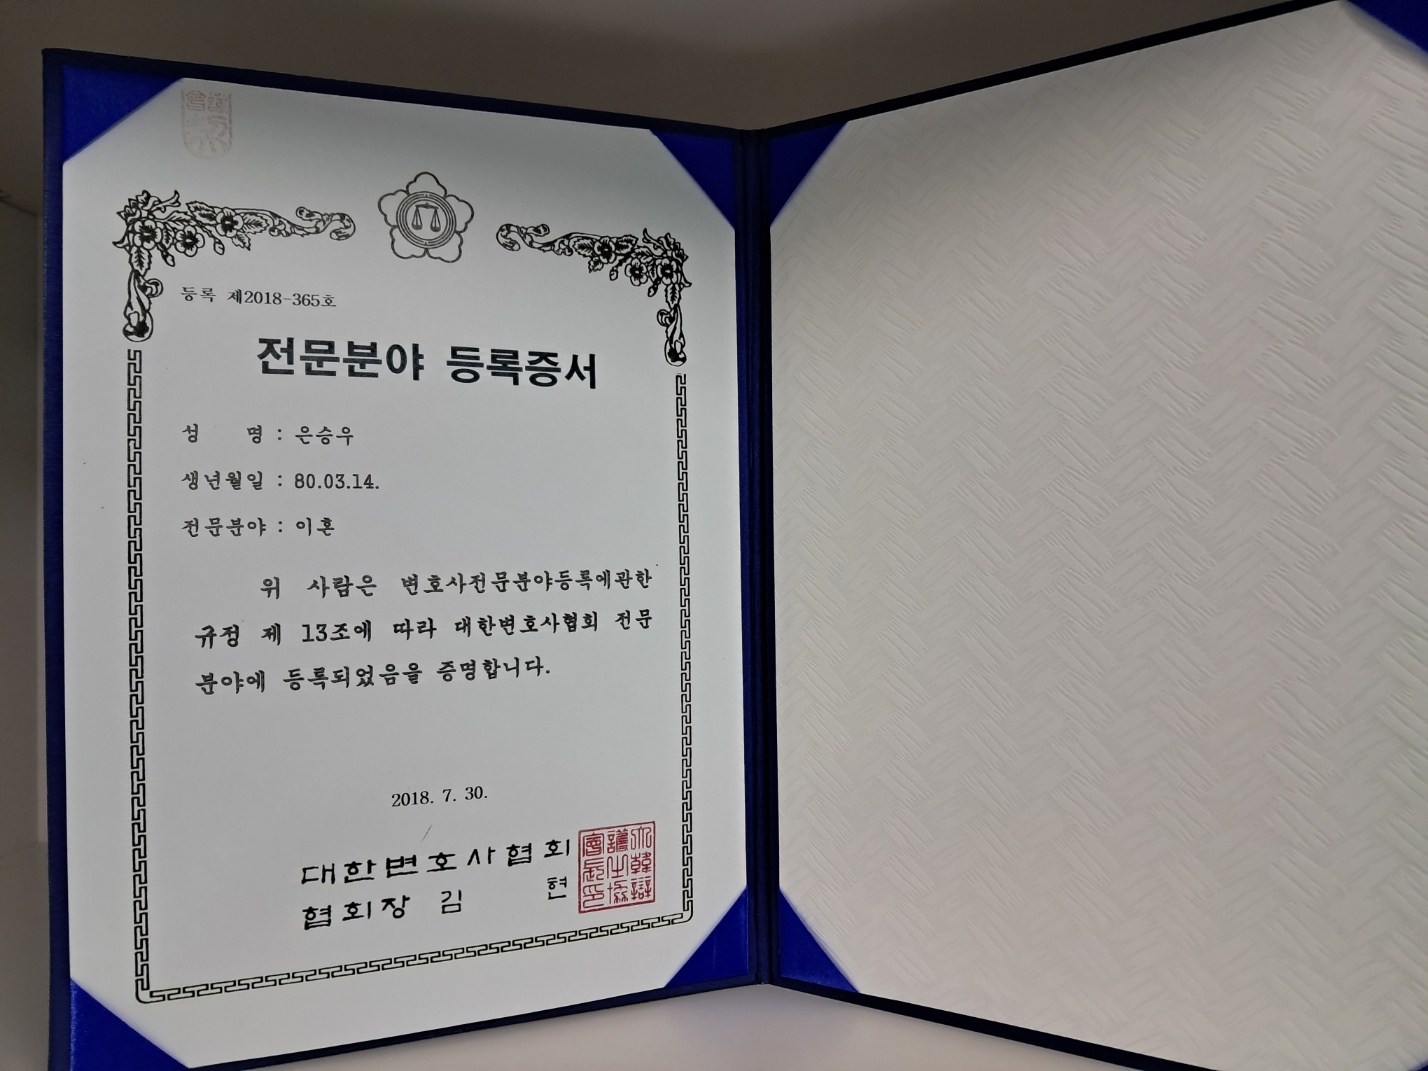 등록 제2018-365호
전문분야 등록증서
성 명 : 은승우
생년월일 : 80.03.14.
전문분야 : 이혼
위 사람은 변호사전문분야등록에관한
규정 제 13조에 따라 대한변호사협회 전문
분야에 등록되었음을 증명합니다.
2018. 7. 30.
대한변호사협회
협회장 김 현